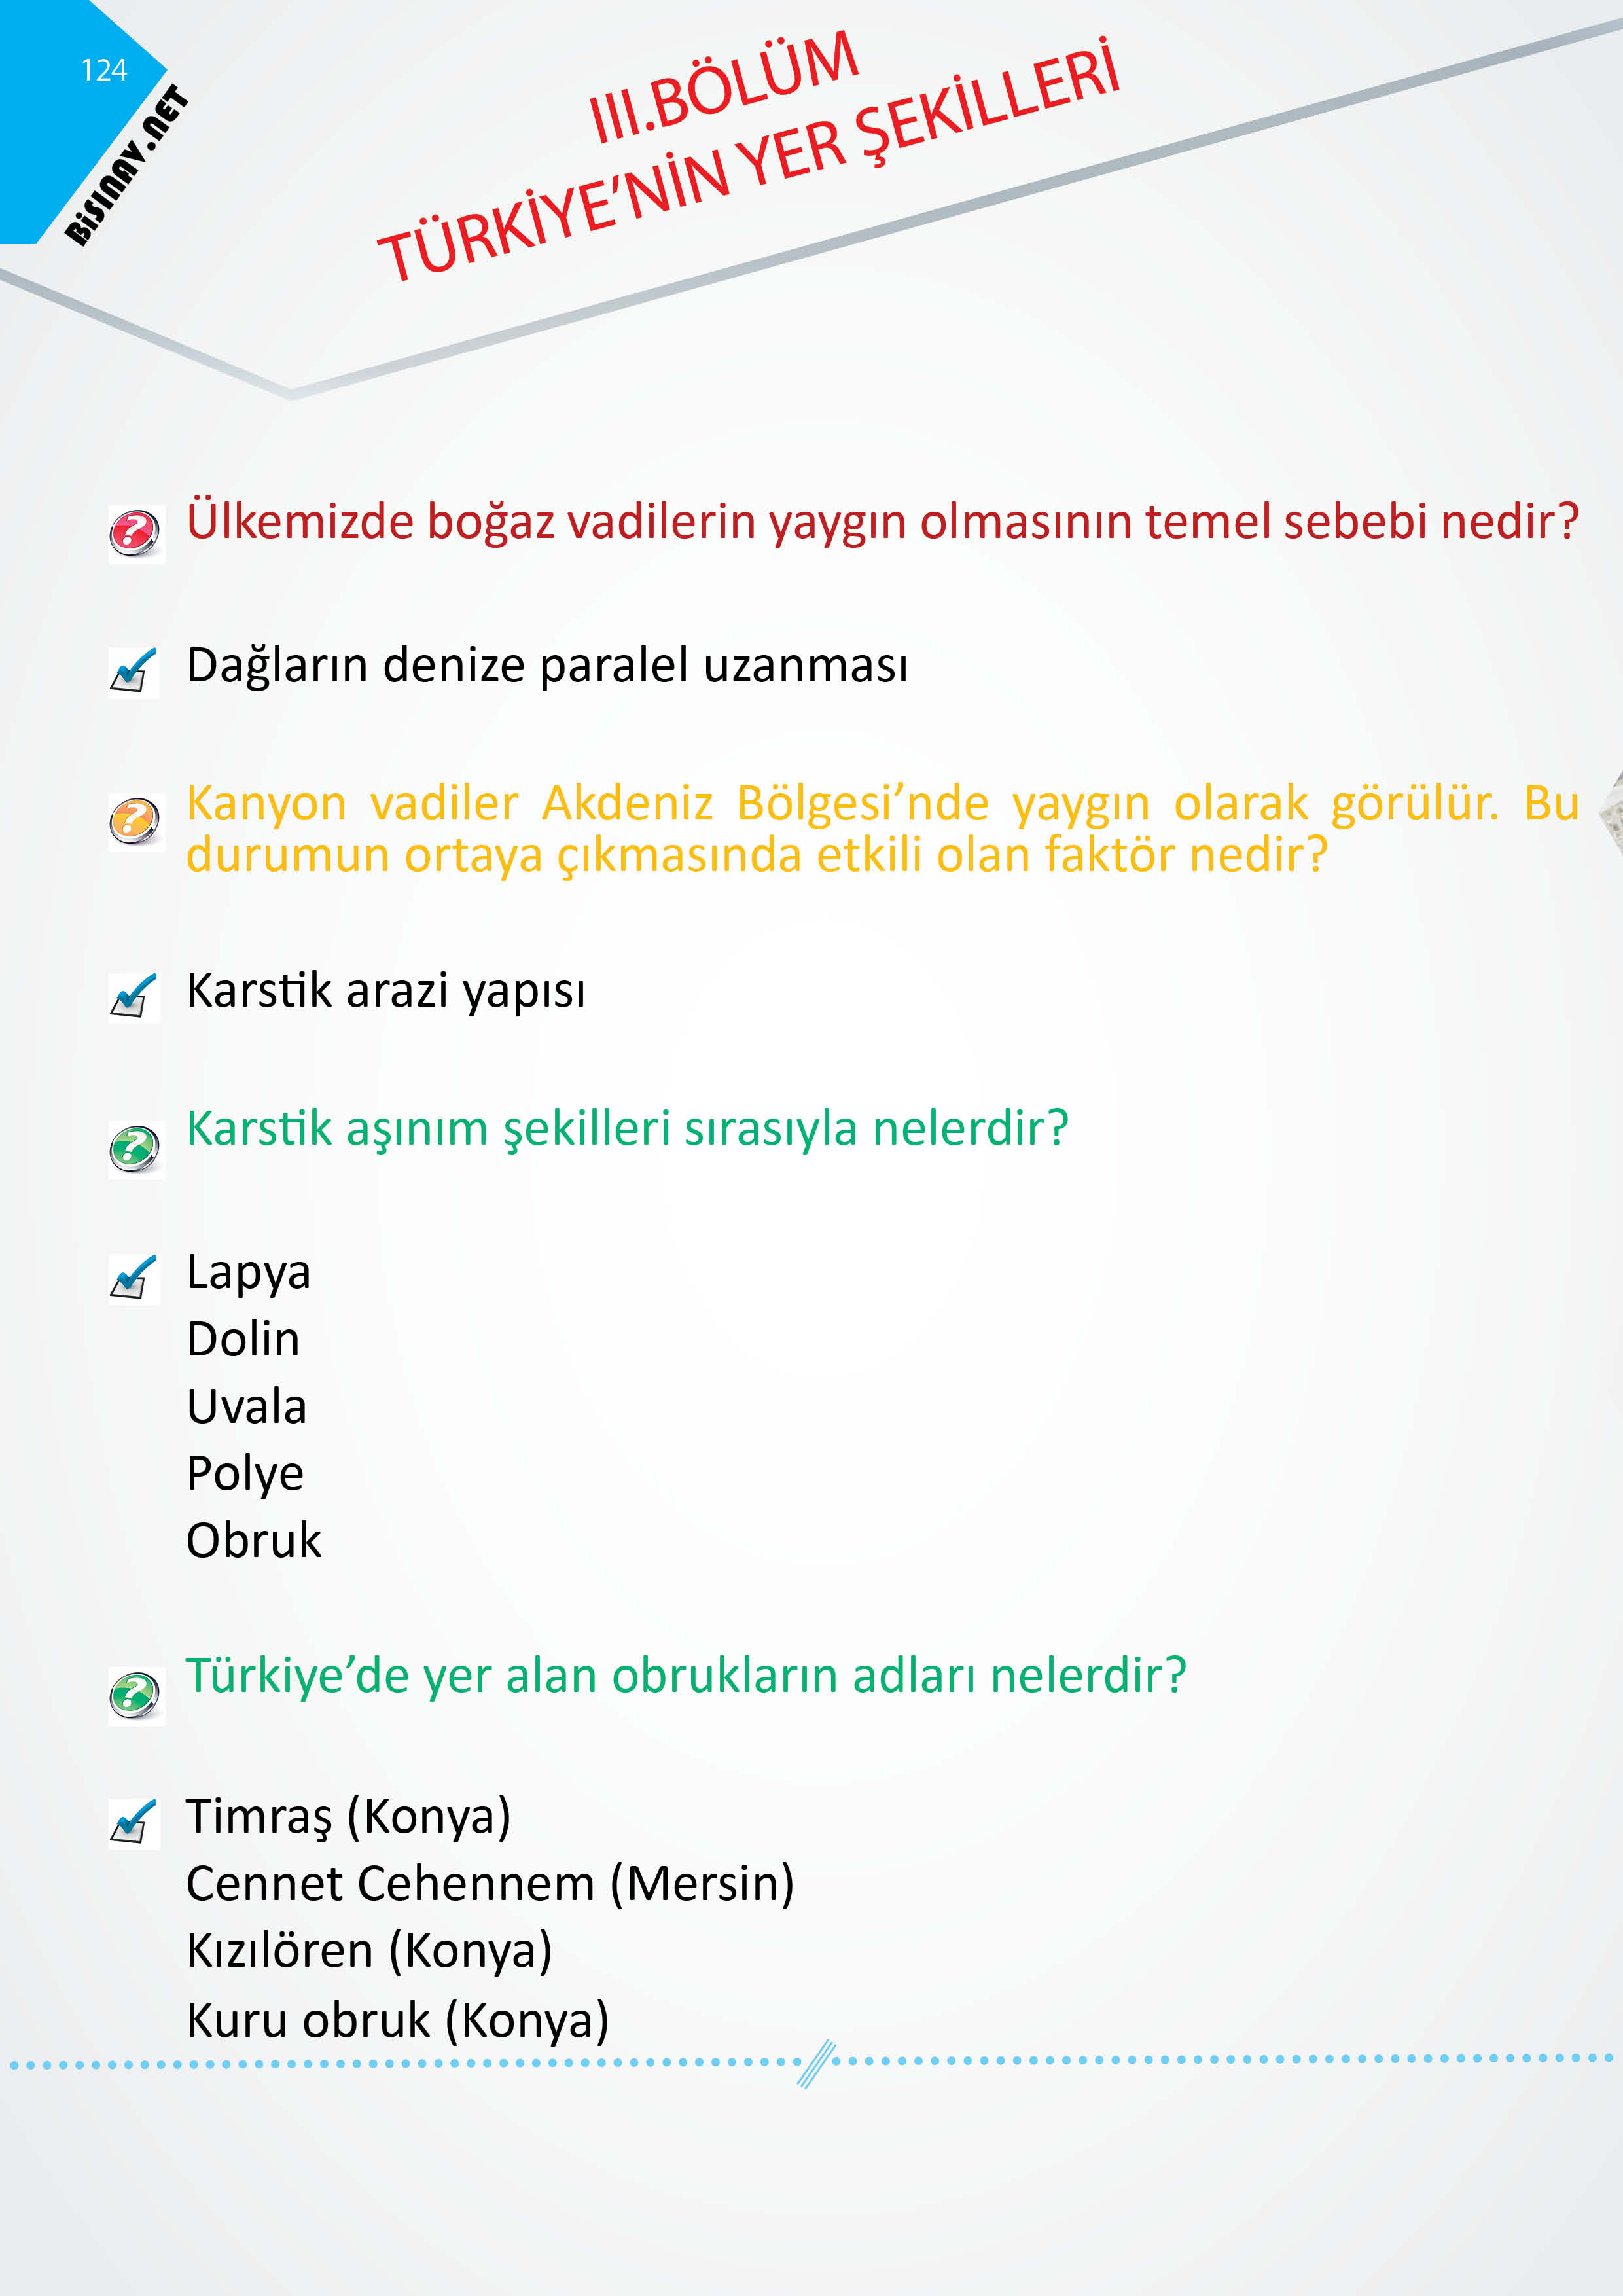 124
BiSINAV.NET
III.BÖLÜM
TÜRKİYE’NİN YER ŞEKİLLERİ
Ülkemizde boğaz vadilerin yaygın olmasının temel sebebi nedir?
Dağların denize paralel uzanması
Kanyon vadiler Akdeniz Bölgesi’nde yaygın olarak görülür. Bu
durumun ortaya çıkmasında etkili olan faktör nedir?
Karstik arazi yapısı
Karstik aşınım şekilleri sırasıyla nelerdir?
Lapya
Dolin
Uvala
Polye
Obruk
Türkiye’de yer alan obrukların adları nelerdir?
Timraş (Konya)
Cennet Cehennem (Mersin)
Kızılören (Konya)
Kuru obruk (Konya)